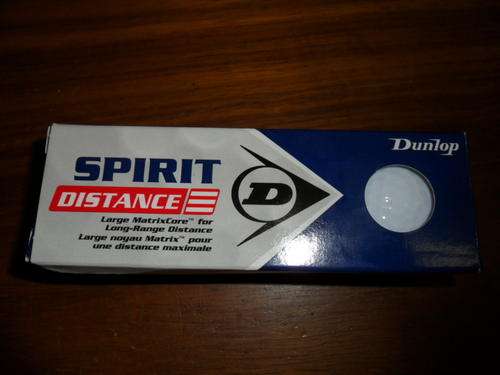 Dunlop
SPIRIT
DISTANCE
D
Large MatrixCore™ for
Long-Range Distance
Large noyau Matrix™ pour
une distance maximale